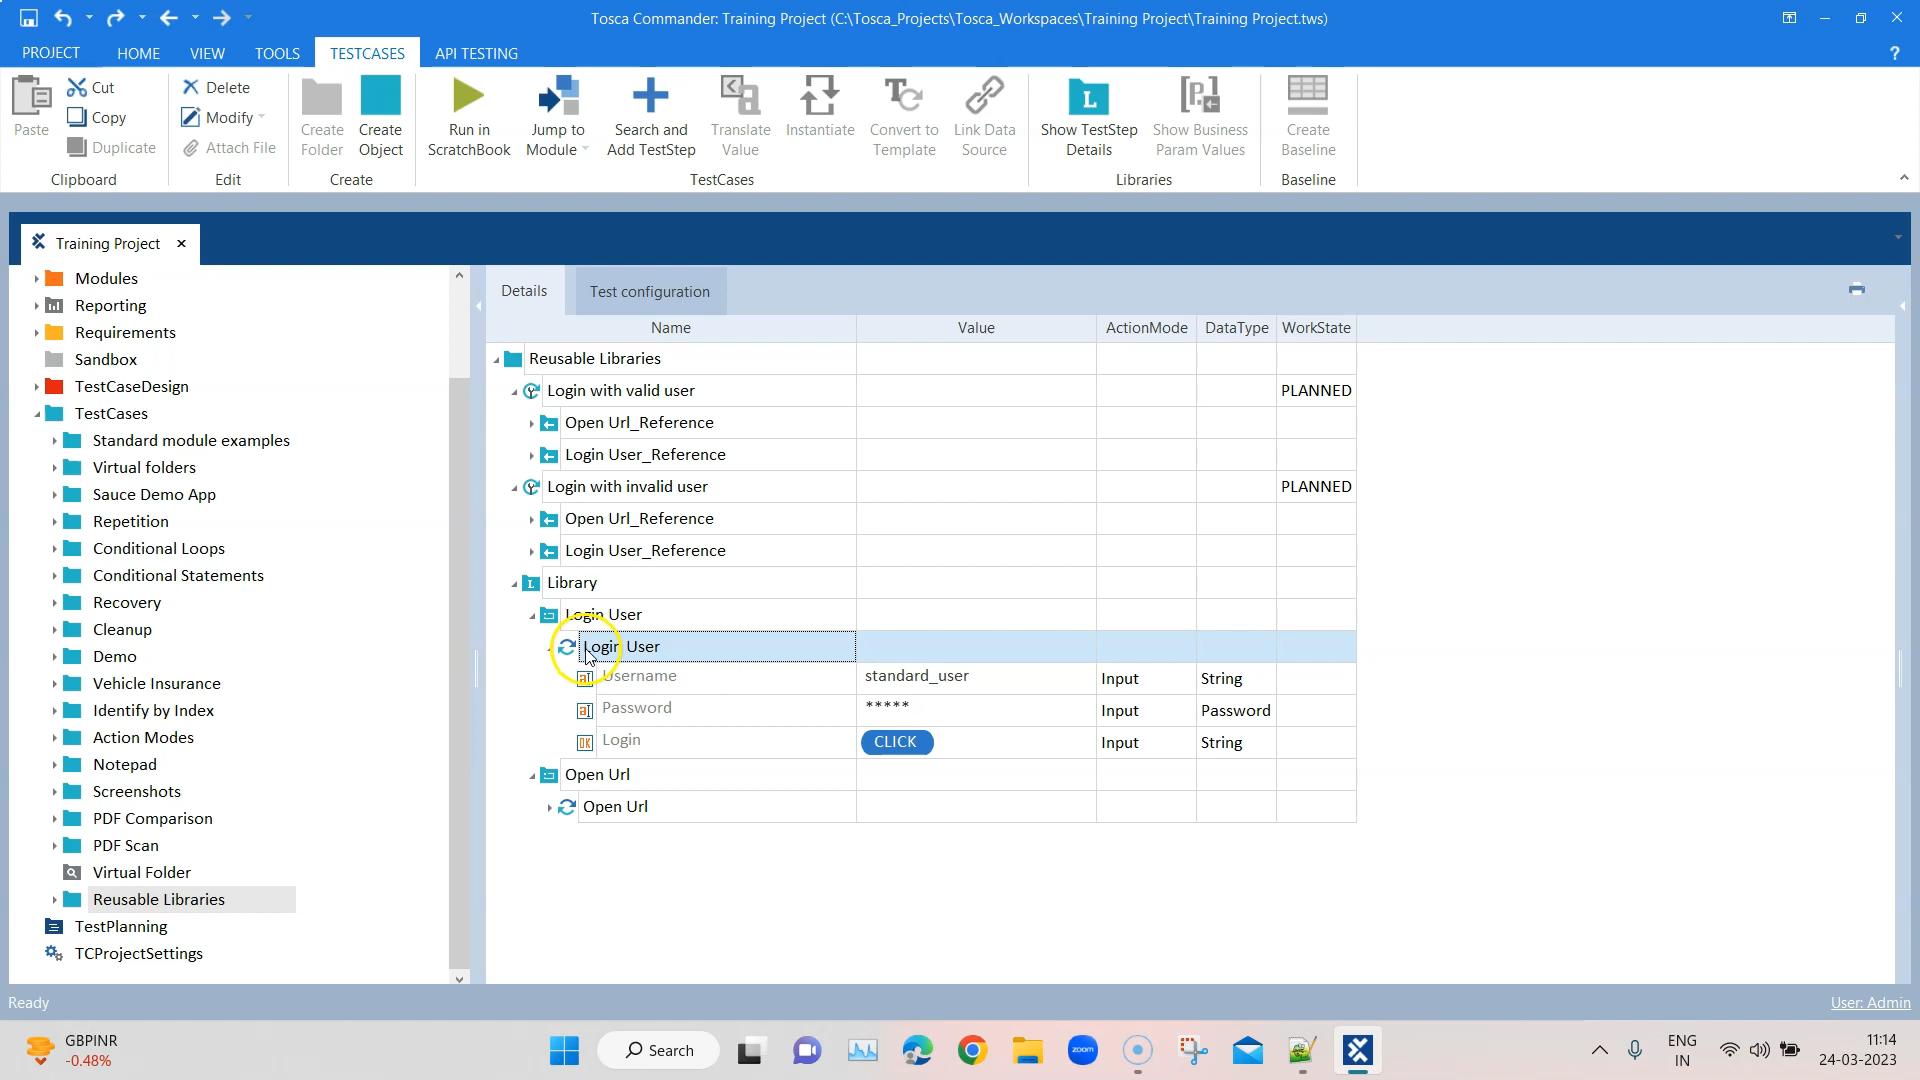 Tosca Commander: Training Project (C:\Tosca_Projects\Tosca_Workspaces\Training Project\Training Project.tws)
PROJECT HOME VIEW TOOLS TESTCASES API TESTING ?
Paste Cut Copy Duplicate
Clipboard
Delete Modify Attach File
Edit
Create Folder Create Object
Create
Run in ScratchBook Jump to Module Search and Add TestStep Translate Value Instantiate Convert to Template Link Data Source
TestCases
Show TestStep Details Show Business Param Values
Libraries
Create Baseline
Baseline
Training Project
Modules
Reporting
Requirements
Sandbox
TestCaseDesign
TestCases
Standard module examples
Virtual folders
Sauce Demo App
Repetition
Conditional Loops
Conditional Statements
Recovery
Cleanup
Demo
Vehicle Insurance
Identify by Index
Action Modes
Notepad
Screenshots
PDF Comparison
PDF Scan
Virtual Folder
Reusable Libraries
TestPlanning
TCProjectSettings
Details Test configuration
Name Value ActionMode DataType WorkState
Reusable Libraries
Login with valid user PLANNED
Open Url_Reference
Login User_Reference
Login with invalid user PLANNED
Open Url_Reference
Login User_Reference
Library
Login User
Login User
Username standard_user Input String
Password ***** Input Password
Login CLICK Input String
Open Url
Open Url
Ready User: Admin
GBPINR
-0.48%
Search
zoom
ENG
IN
11:14
24-03-2023